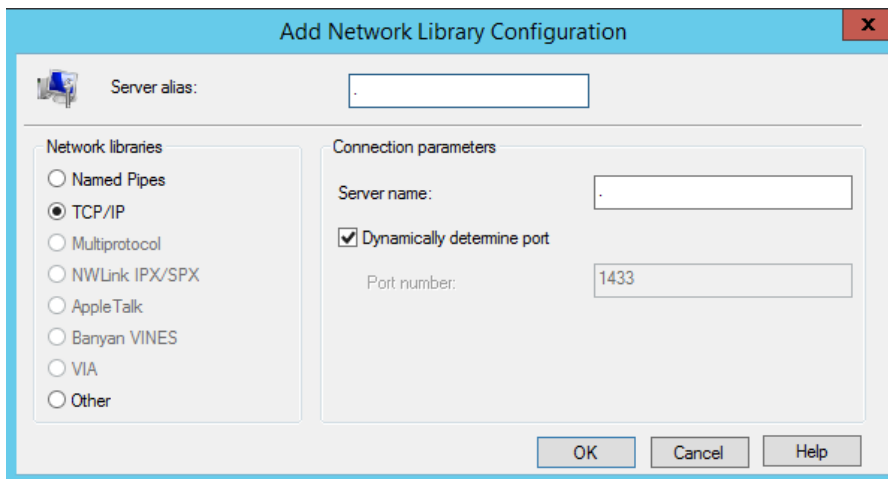 Add Network Library Configuration
x
Server alias:
.
Network libraries
Named Pipes
TCP/IP
Multiprotocol
NWLink IPX/SPX
AppleTalk
Banyan VINES
VIA
Other
Connection parameters
Server name:
.
Dynamically determine port
Port number:
1433
OK
Cancel
Help